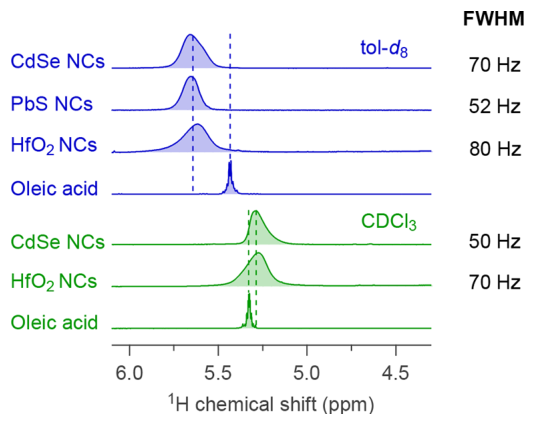 FWHM
tol-d8
CdSe NCs 70 Hz
PbS NCs 52 Hz
HfO2 NCs 80 Hz
Oleic acid
CDCl3
CdSe NCs 50 Hz
HfO2 NCs 70 Hz
Oleic acid
6.0 5.5 5.0 4.5
1H chemical shift (ppm)